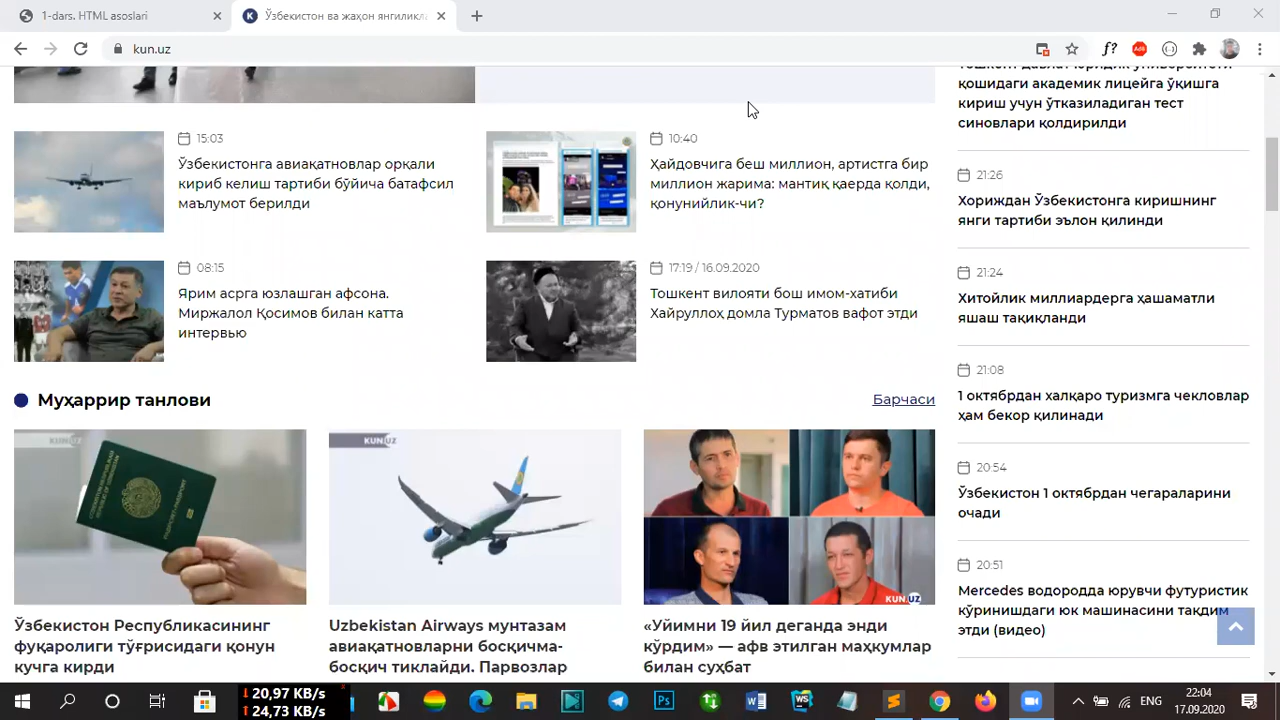 1-dars. HTML asoslari
Ўзбекистон ва жаҳон янгиликла
kun.uz
f?
қошидаги академик лицейга ўқишга
кириш учун ўтказиладиган тест
синовлари қолдирилди
15:03
Ўзбекистонга авиақатновлар орқали
кириб келиш тартиби бўйича батафсил
маълумот берилди
10:40
Ҳайдовчига беш миллион, артистга бир
миллион жарима: мантиқ қаерда қолди,
қонунийлик-чи?
21:26
Хориждан Ўзбекистонга киришнинг
янги тартиби эълон қилинди
08:15
Ярим асрга юзлашган афсона.
Миржалол Қосимов билан катта
интервью
17:19 / 16.09.2020
Тошкент вилояти бош имом-хатиби
Хайруллоҳ домла Турматов вафот этди
21:24
Хитойлик миллиардерга ҳашаматли
яшаш тақиқланди
21:08
1 октябрдан халқаро туризмга чекловлар
ҳам бекор қилинади
Муҳаррир танлови
Барчаси
KUN.UZ
KUN.UZ
KUN.UZ
20:54
Ўзбекистон 1 октябрдан чегараларини
очади
20:51
Mercedes водородда юрувчи футуристик
кўринишдаги юк машинасини тақдим
этди (видео)
Ўзбекистон Республикасининг
фуқаролиги тўғрисидаги қонун
кучга кирди
Uzbekistan Airways мунтазам
авиақатновларни босқичма-
босқич тиклайди. Парвозлар
«Уйимни 19 йил деганда энди
кўрдим» — афв этилган маҳкумлар
билан суҳбат
20,97 KB/s
24,73 KB/s
ENG
22:04
17.09.2020